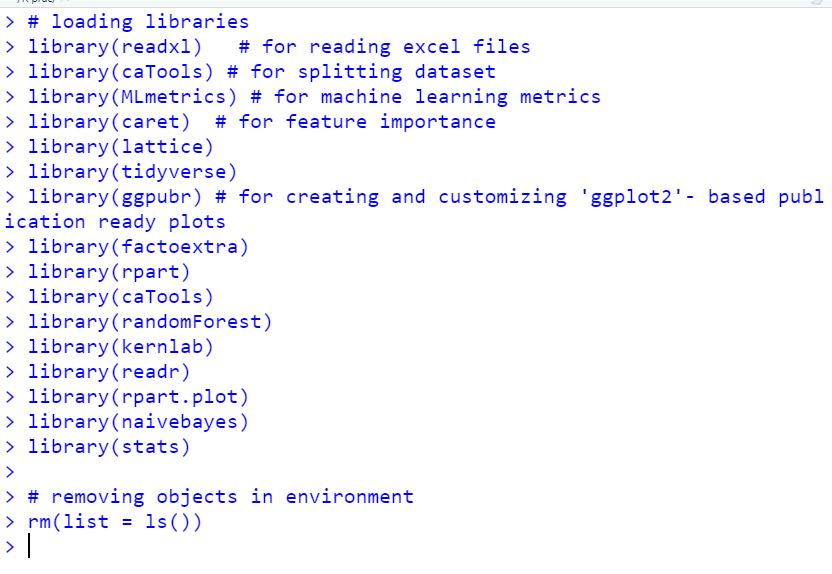 > # loading libraries
> library(readxl)   # for reading excel files
> library(caTools) # for splitting dataset
> library(MLmetrics) # for machine learning metrics
> library(caret)  # for feature importance
> library(lattice)
> library(tidyverse)
> library(ggpubr) # for creating and customizing 'ggplot2'- based publ
ication ready plots
> library(factoextra)
> library(rpart)
> library(caTools)
> library(randomForest)
> library(kernlab)
> library(readr)
> library(rpart.plot)
> library(naivebayes)
> library(stats)
>
> # removing objects in environment
> rm(list = ls())
>